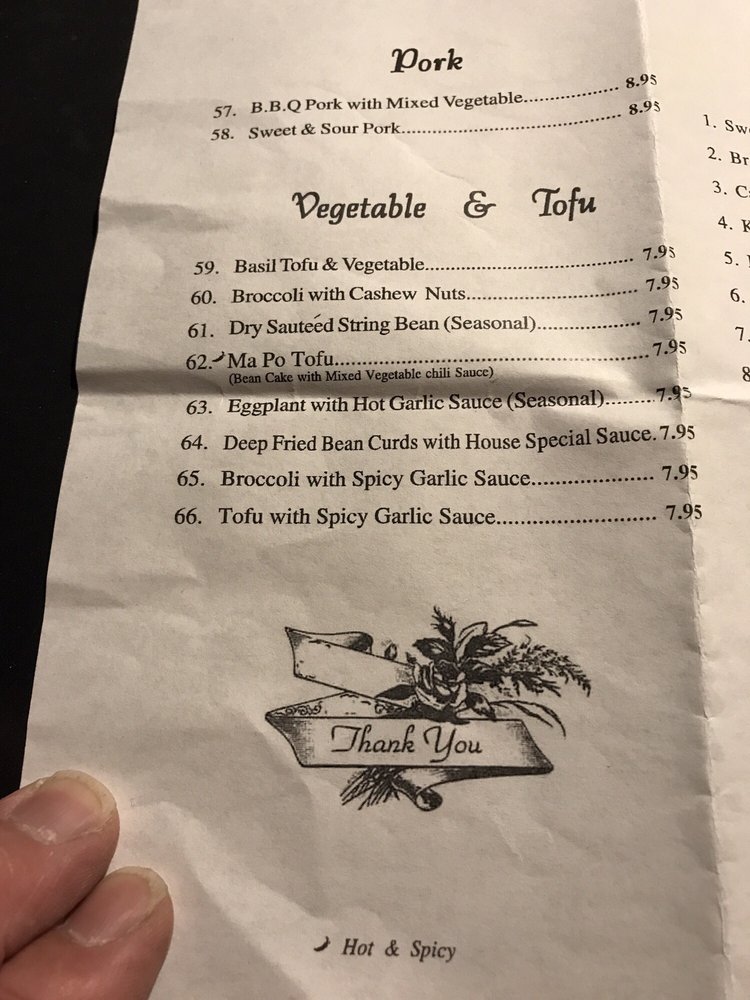 Pork
57. B.B.Q Pork with Mixed Vegetable.................... 8.95
58. Sweet & Sour Pork............................................. 8.95
Vegetable & Tofu
59. Basil Tofu & Vegetable........................................... 7.95
60. Broccoli with Cashew Nuts................................... 7.95
61. Dry Sauteéd String Bean (Seasonal)..................... 7.95
62. Ma Po Tofu................................................................7.95
(Bean Cake with Mixed Vegetable chili Sauce)
63. Eggplant with Hot Garlic Sauce (Seasonal).........7.95
64. Deep Fried Bean Curds with House Special Sauce.7.95
65. Broccoli with Spicy Garlic Sauce...................... 7.95
66. Tofu with Spicy Garlic Sauce............................ 7.95
Thank You
Hot & Spicy
1.
2.
3.
4.
5.
6.
7.